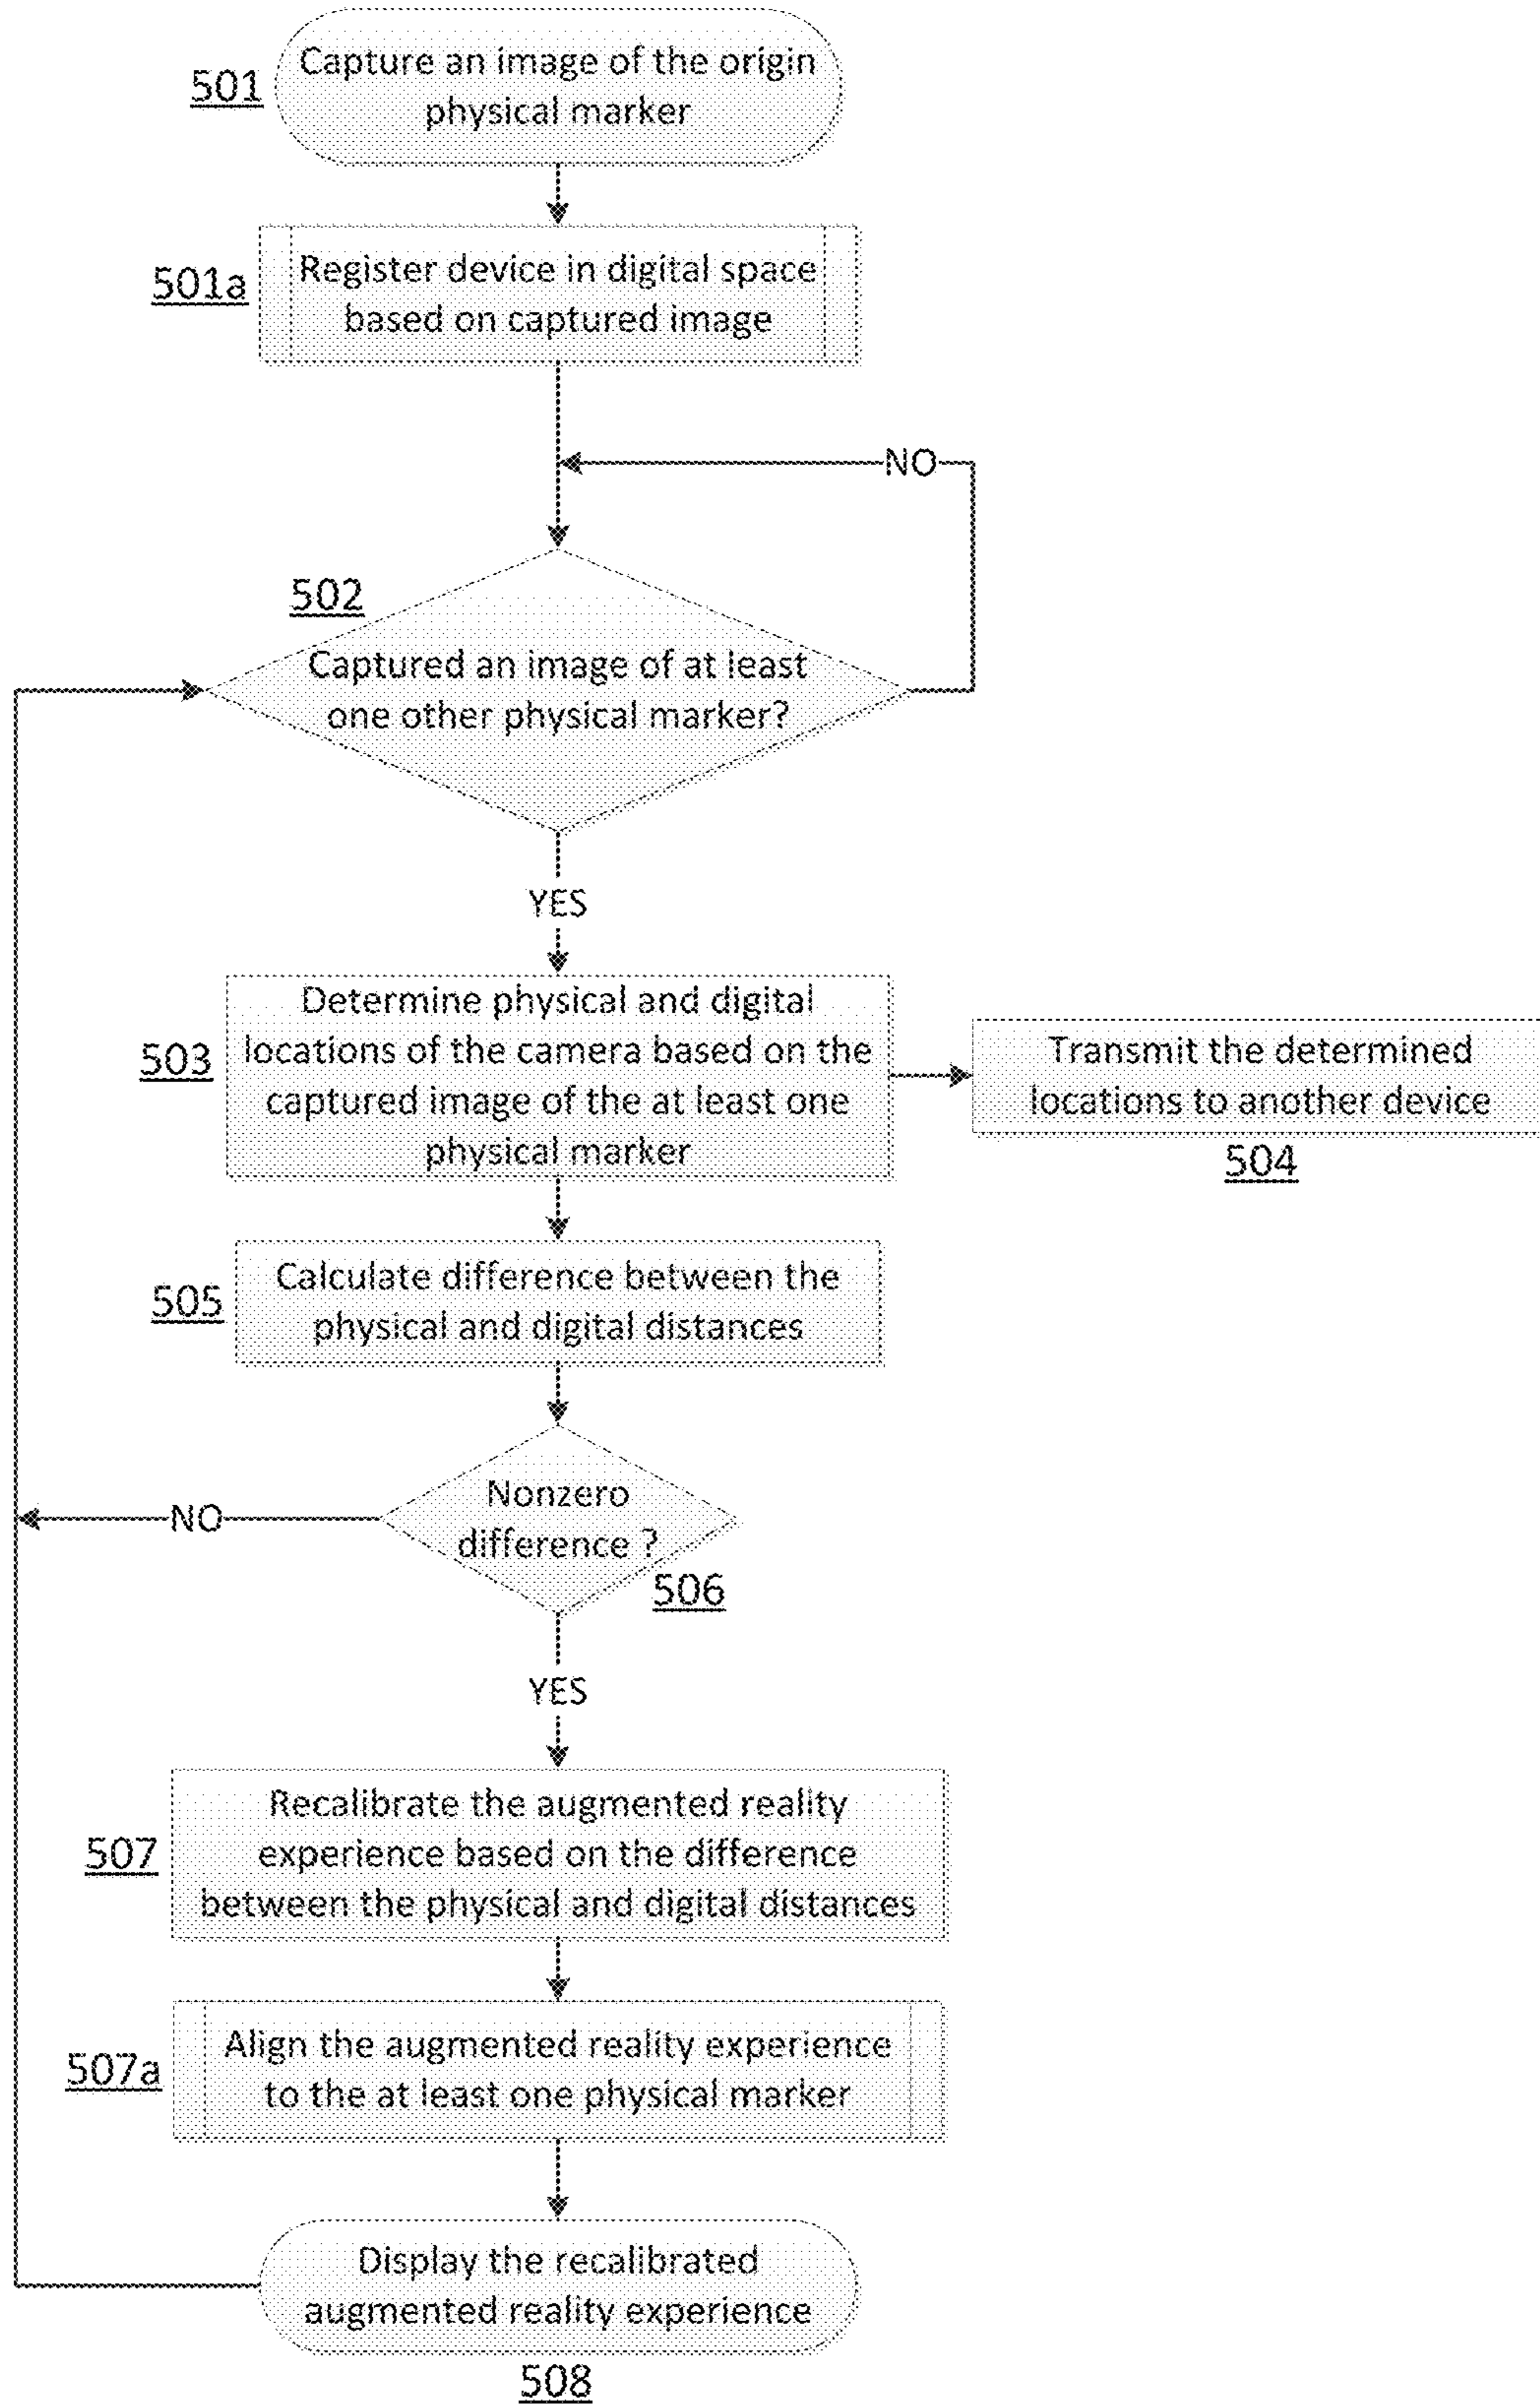 Capture an image of the origin
physical marker
501
Register device in digital space
based on captured image
501a
NO
502
Captured an image of at least
one other physical marker?
YES
Determine physical and digital
locations of the camera based on the
captured image of the at least one
physical marker
503
Transmit the determined
locations to another device
504
Calculate difference between the
physical and digital distances
505
Nonzero
difference ?
506
NO
YES
Recalibrate the augmented reality
experience based on the difference
between the physical and digital distances
507
Align the augmented reality experience
to the at least one physical marker
507a
Display the recalibrated
augmented reality experience
508